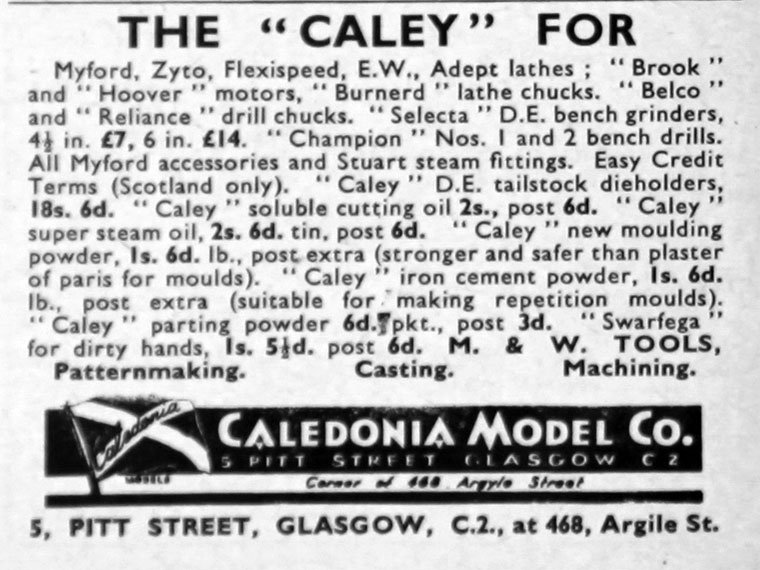 THE “CALEY” FOR
Myford, Zyto, Flexispeed, E.W., Adept lathes ; “Brook”
and “Hoover” motors, “Burnerd” lathe chucks. “Belco”
and “Reliance” drill chucks. “Selecta” D.E. bench grinders,
4½ in. £7, 6 in. £14. “Champion” Nos. 1 and 2 bench drills.
All Myford accessories and Stuart steam fittings. Easy Credit
Terms (Scotland only). “Caley” D.E. tailstock dieholders,
18s. 6d. “Caley” soluble cutting oil 2s., post 6d. “Caley”
super steam oil, 2s. 6d. tin, post 6d. “Caley” new moulding
powder, 1s. 6d. lb., post extra (stronger and safer than plaster
of paris for moulds). “Caley” iron cement powder, 1s. 6d.
lb., post extra (suitable for making repetition moulds).
“Caley” parting powder 6d. pkt., post 3d. “Swarfega”
for dirty hands, 1s. 5½d. post 6d. M. & W. TOOLS,
Patternmaking. Casting. Machining.
Caledonia
MODELS
CALEDONIA MODEL CO.
5 PITT STREET GLASGOW C 2
Corner of 468 Argyle Street
5, PITT STREET, GLASGOW, C.2., at 468, Argile St.